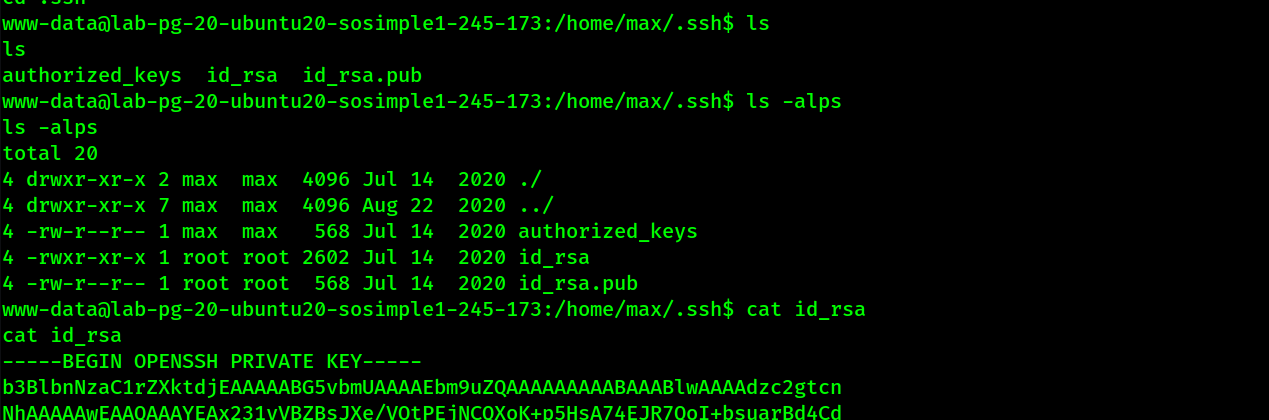 cd .ssh
www-data@lab-pg-20-ubuntu20-sosimple1-245-173:/home/max/.ssh$ ls
ls
authorized_keys  id_rsa  id_rsa.pub
www-data@lab-pg-20-ubuntu20-sosimple1-245-173:/home/max/.ssh$ ls -alps
ls -alps
total 20
4 drwxr-xr-x 2 max  max  4096 Jul 14  2020 ./
4 drwxr-xr-x 7 max  max  4096 Aug 22  2020 ../
4 -rw-r--r-- 1 max  max   568 Jul 14  2020 authorized_keys
4 -rwxr-xr-x 1 root root 2602 Jul 14  2020 id_rsa
4 -rw-r--r-- 1 root root  568 Jul 14  2020 id_rsa.pub
www-data@lab-pg-20-ubuntu20-sosimple1-245-173:/home/max/.ssh$ cat id_rsa
cat id_rsa
-----BEGIN OPENSSH PRIVATE KEY-----
b3BlbnNzaC1rZXktdjEAAAAABG5vbmUAAAAEbm9uZQAAAAAAAAABAAABlwAAAAdzc2gtcn